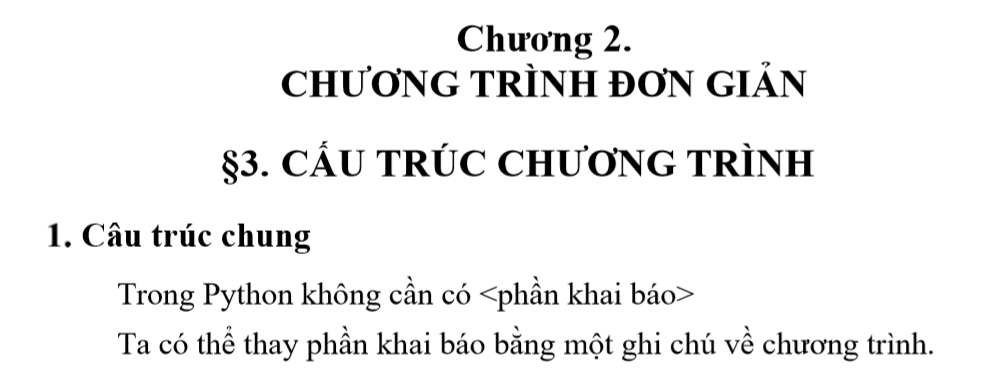 Chương 2.
CHƯƠNG TRÌNH ĐƠN GIẢN
§3. CẤU TRÚC CHƯƠNG TRÌNH
1. Câu trúc chung
Trong Python không cần có <phần khai báo>
Ta có thể thay phần khai báo bằng một ghi chú về chương trình.